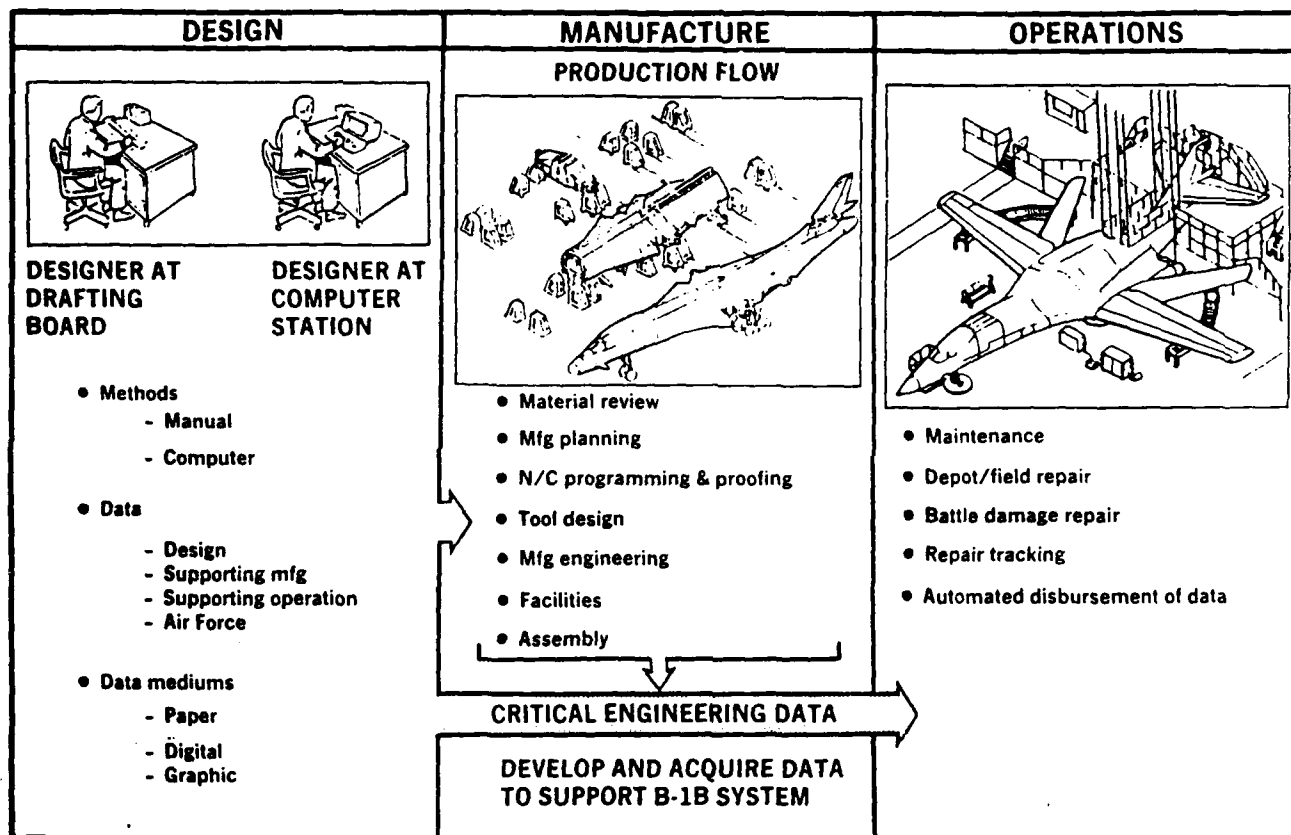 DESIGN
DESIGNER AT
DRAFTING
BOARD
DESIGNER AT
COMPUTER
STATION
• Methods
- Manual
- Computer
• Data
- Design
- Supporting mfg
- Supporting operation
- Air Force
• Data mediums
- Paper
- Digital
- Graphic
MANUFACTURE
PRODUCTION FLOW
• Material review
• Mfg planning
• N/C programming & proofing
• Tool design
• Mfg engineering
• Facilities
• Assembly
CRITICAL ENGINEERING DATA
DEVELOP AND ACQUIRE DATA
TO SUPPORT B-1B SYSTEM
OPERATIONS
• Maintenance
• Depot/field repair
• Battle damage repair
• Repair tracking
• Automated disbursement of data